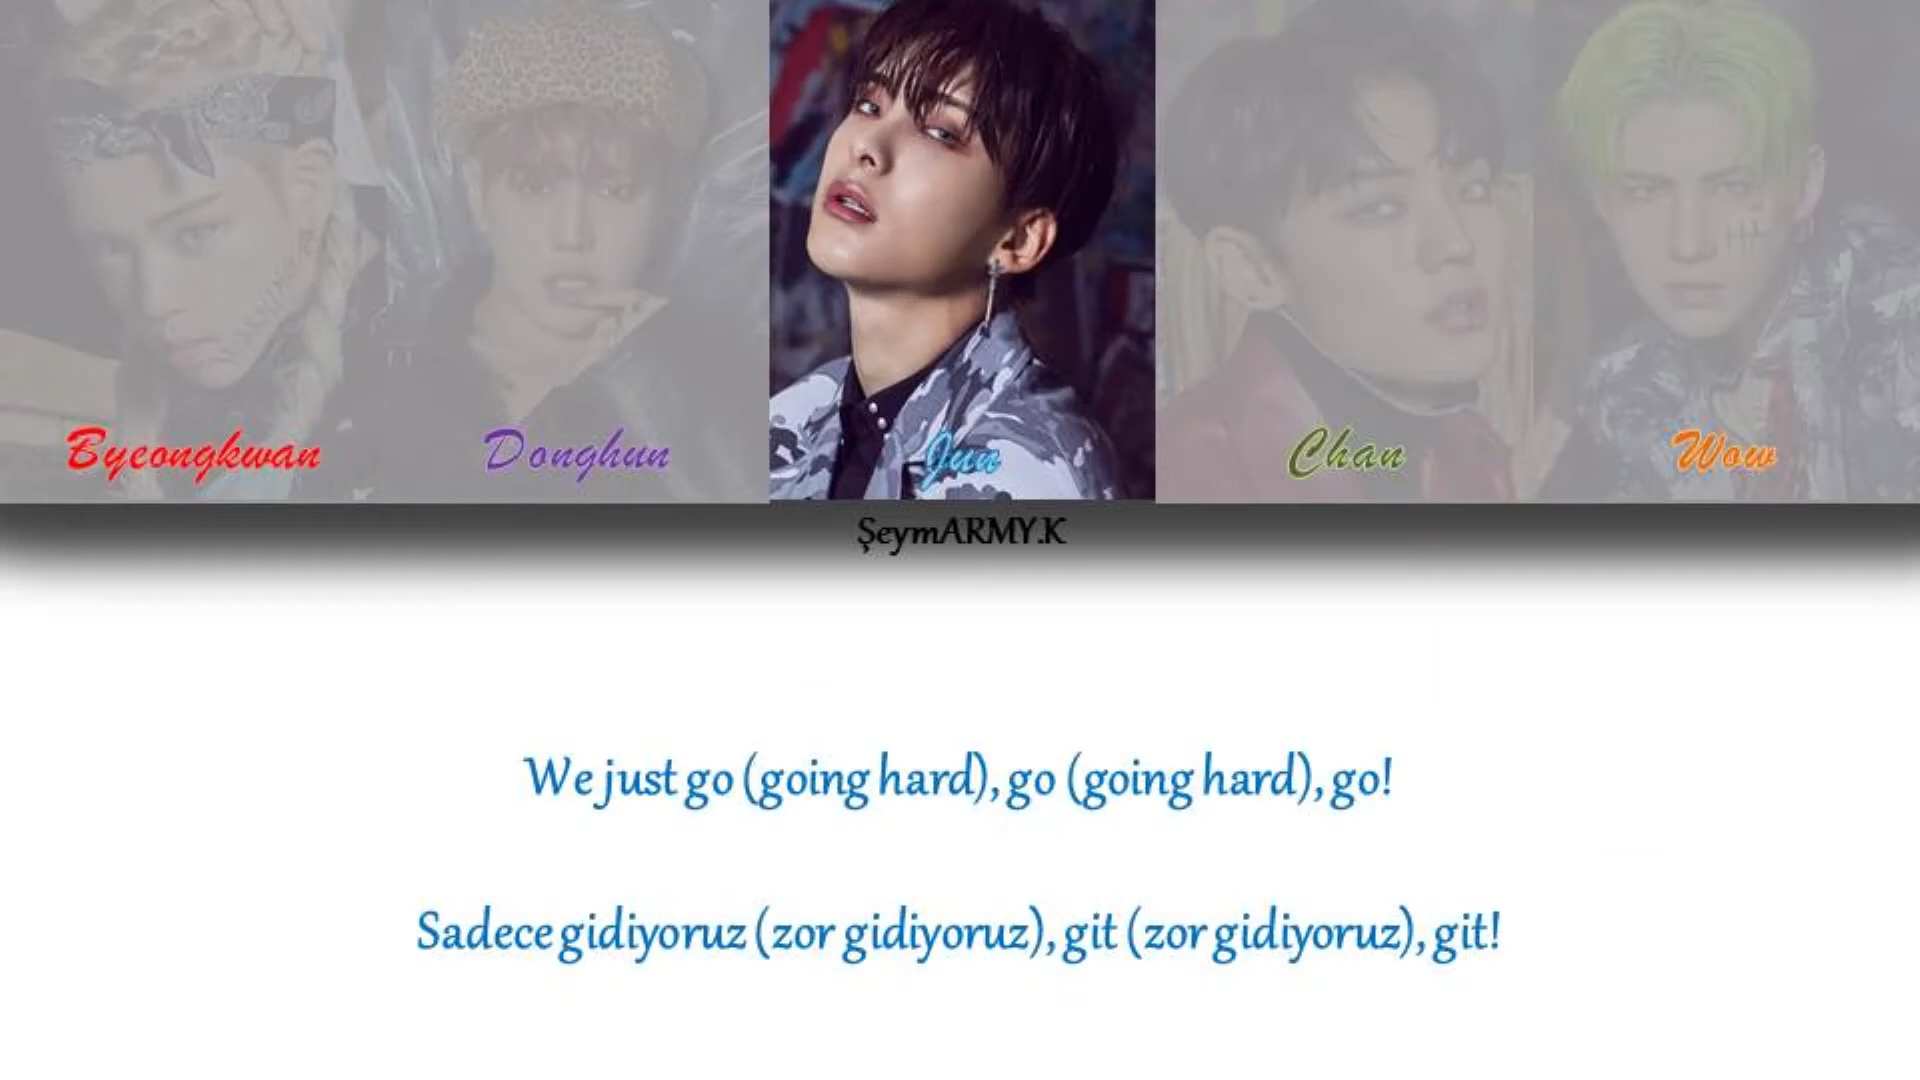 Byeongkwan Donghun Jun Chan Wow
ŞeymARMY.K
We just go (going hard), go (going hard), go!
Sadece gidiyoruz (zor gidiyoruz), git (zor gidiyoruz), git!